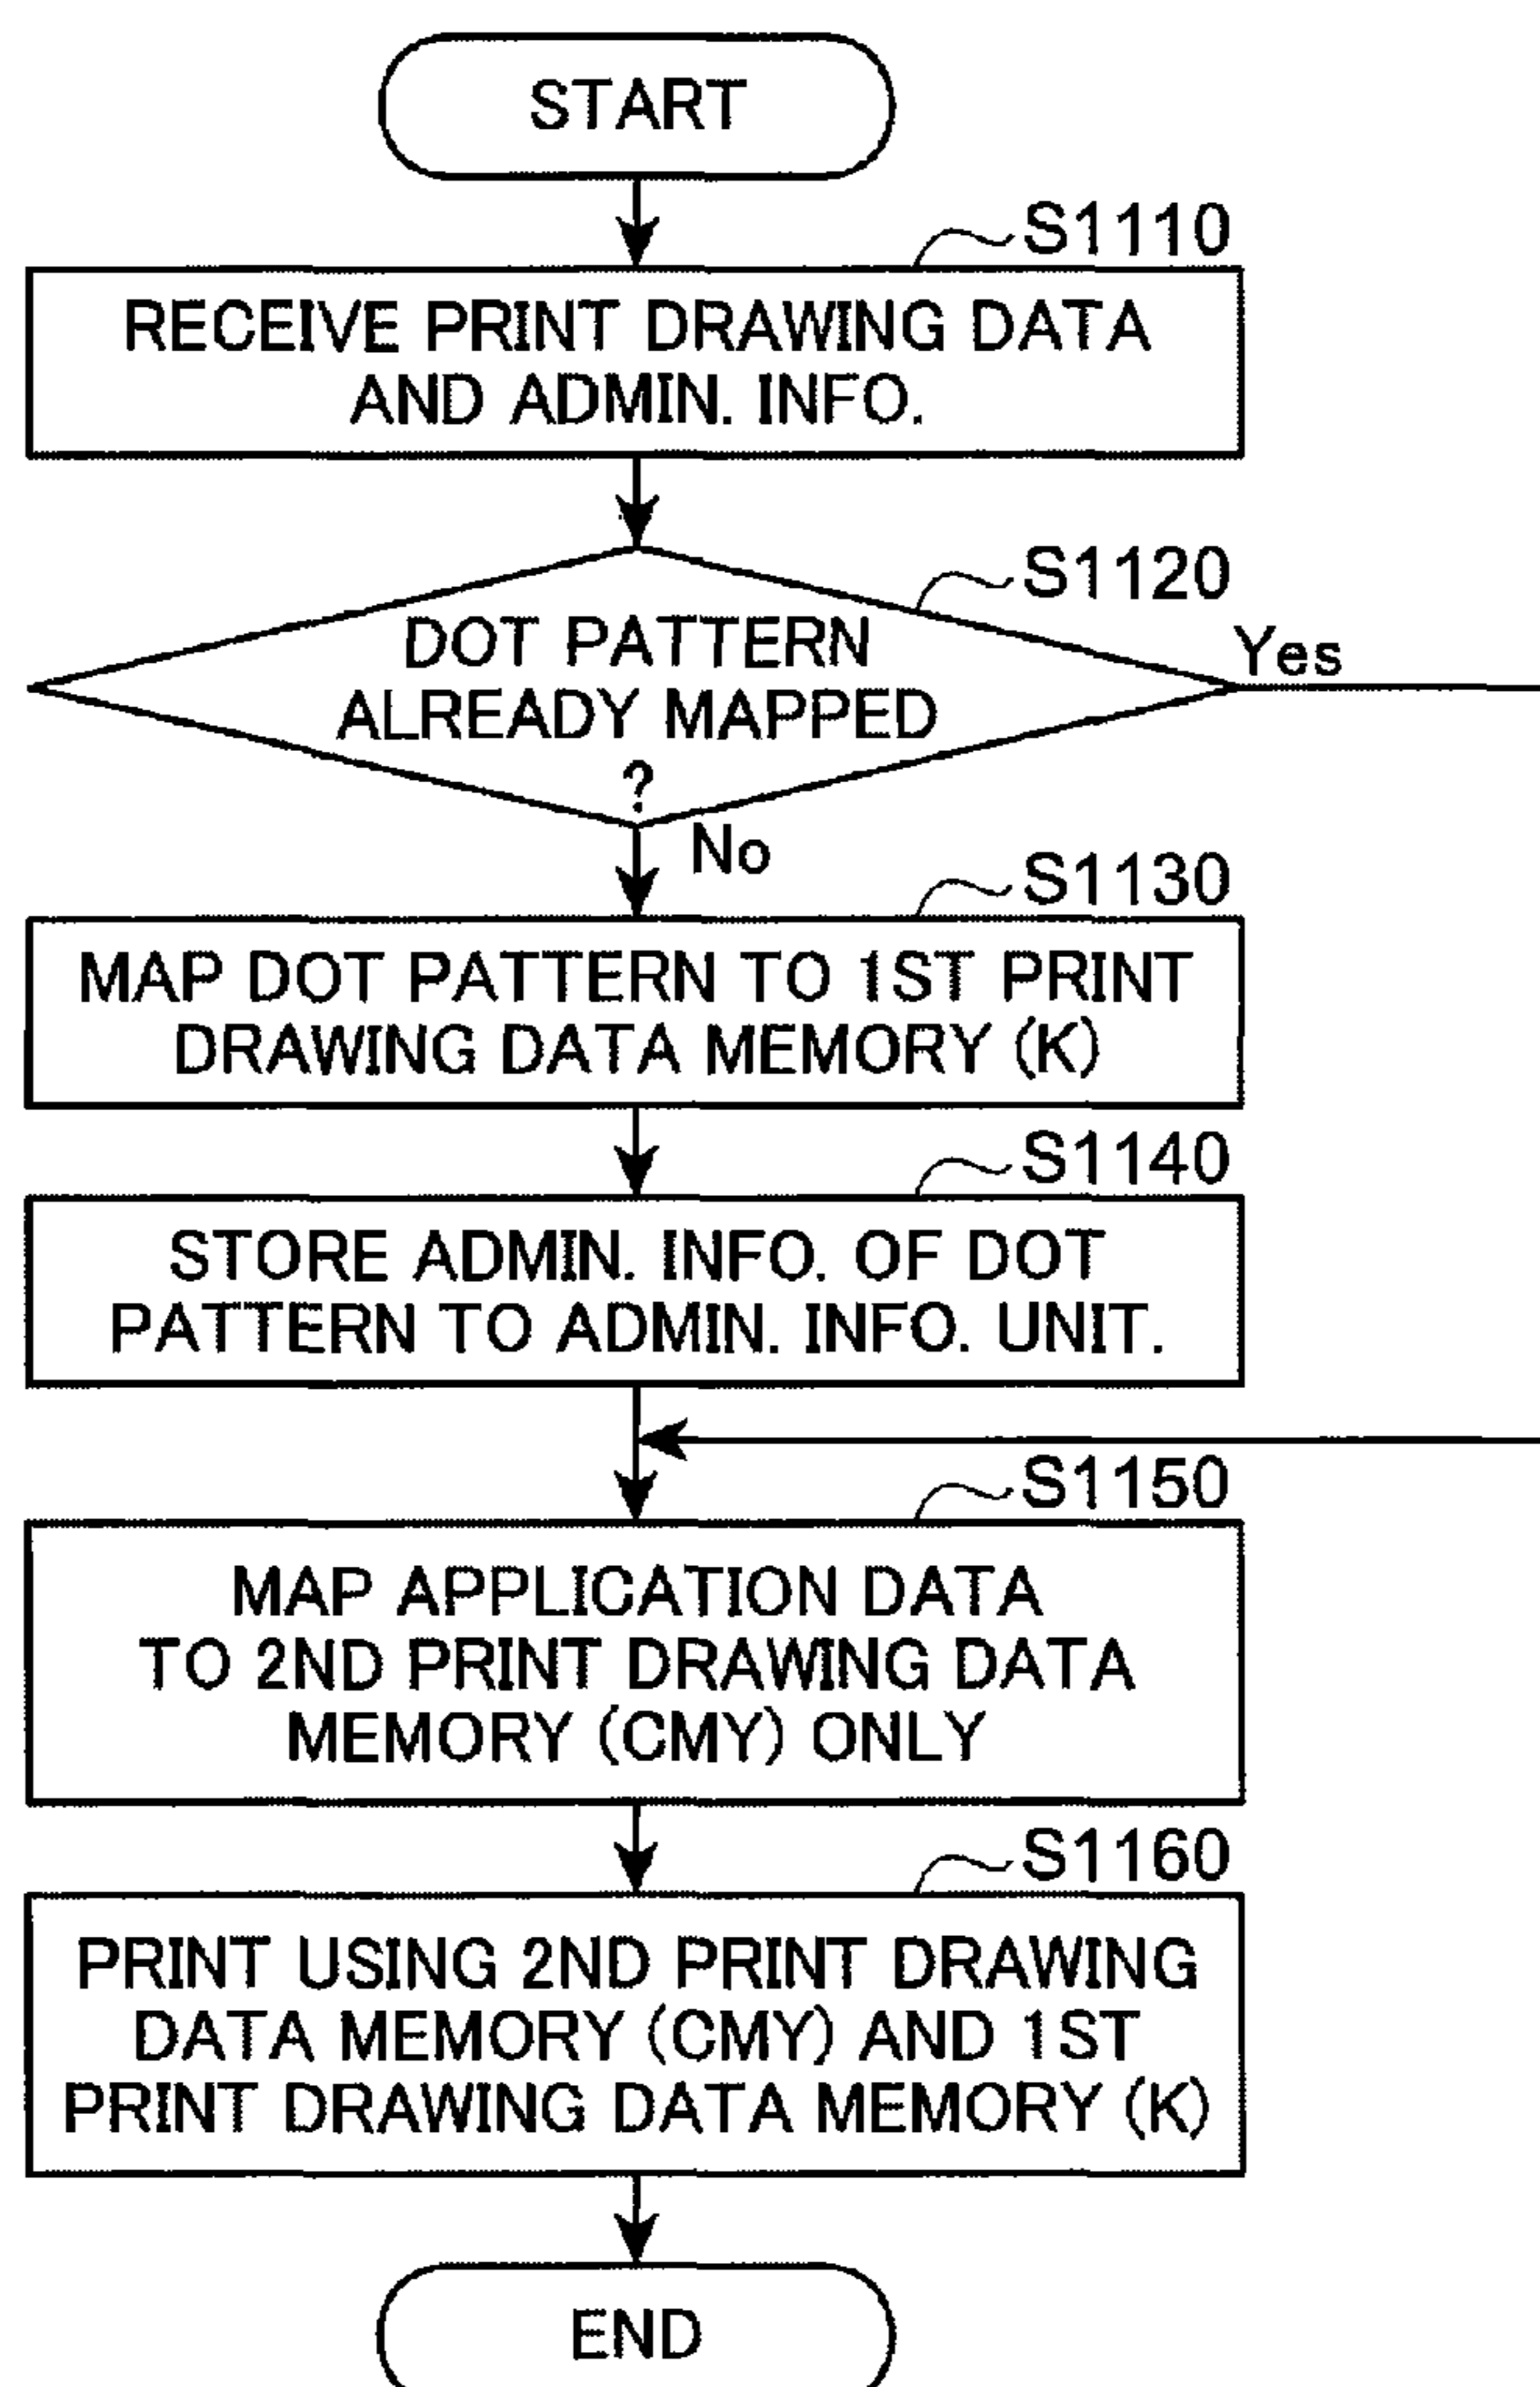 START
S1110
RECEIVE PRINT DRAWING DATA
AND ADMIN. INFO.
S1120
DOT PATTERN
ALREADY MAPPED
?
Yes
No
S1130
MAP DOT PATTERN TO 1ST PRINT
DRAWING DATA MEMORY (K)
S1140
STORE ADMIN. INFO. OF DOT
PATTERN TO ADMIN. INFO. UNIT.
S1150
MAP APPLICATION DATA
TO 2ND PRINT DRAWING DATA
MEMORY (CMY) ONLY
S1160
PRINT USING 2ND PRINT DRAWING
DATA MEMORY (CMY) AND 1ST
PRINT DRAWING DATA MEMORY (K)
END